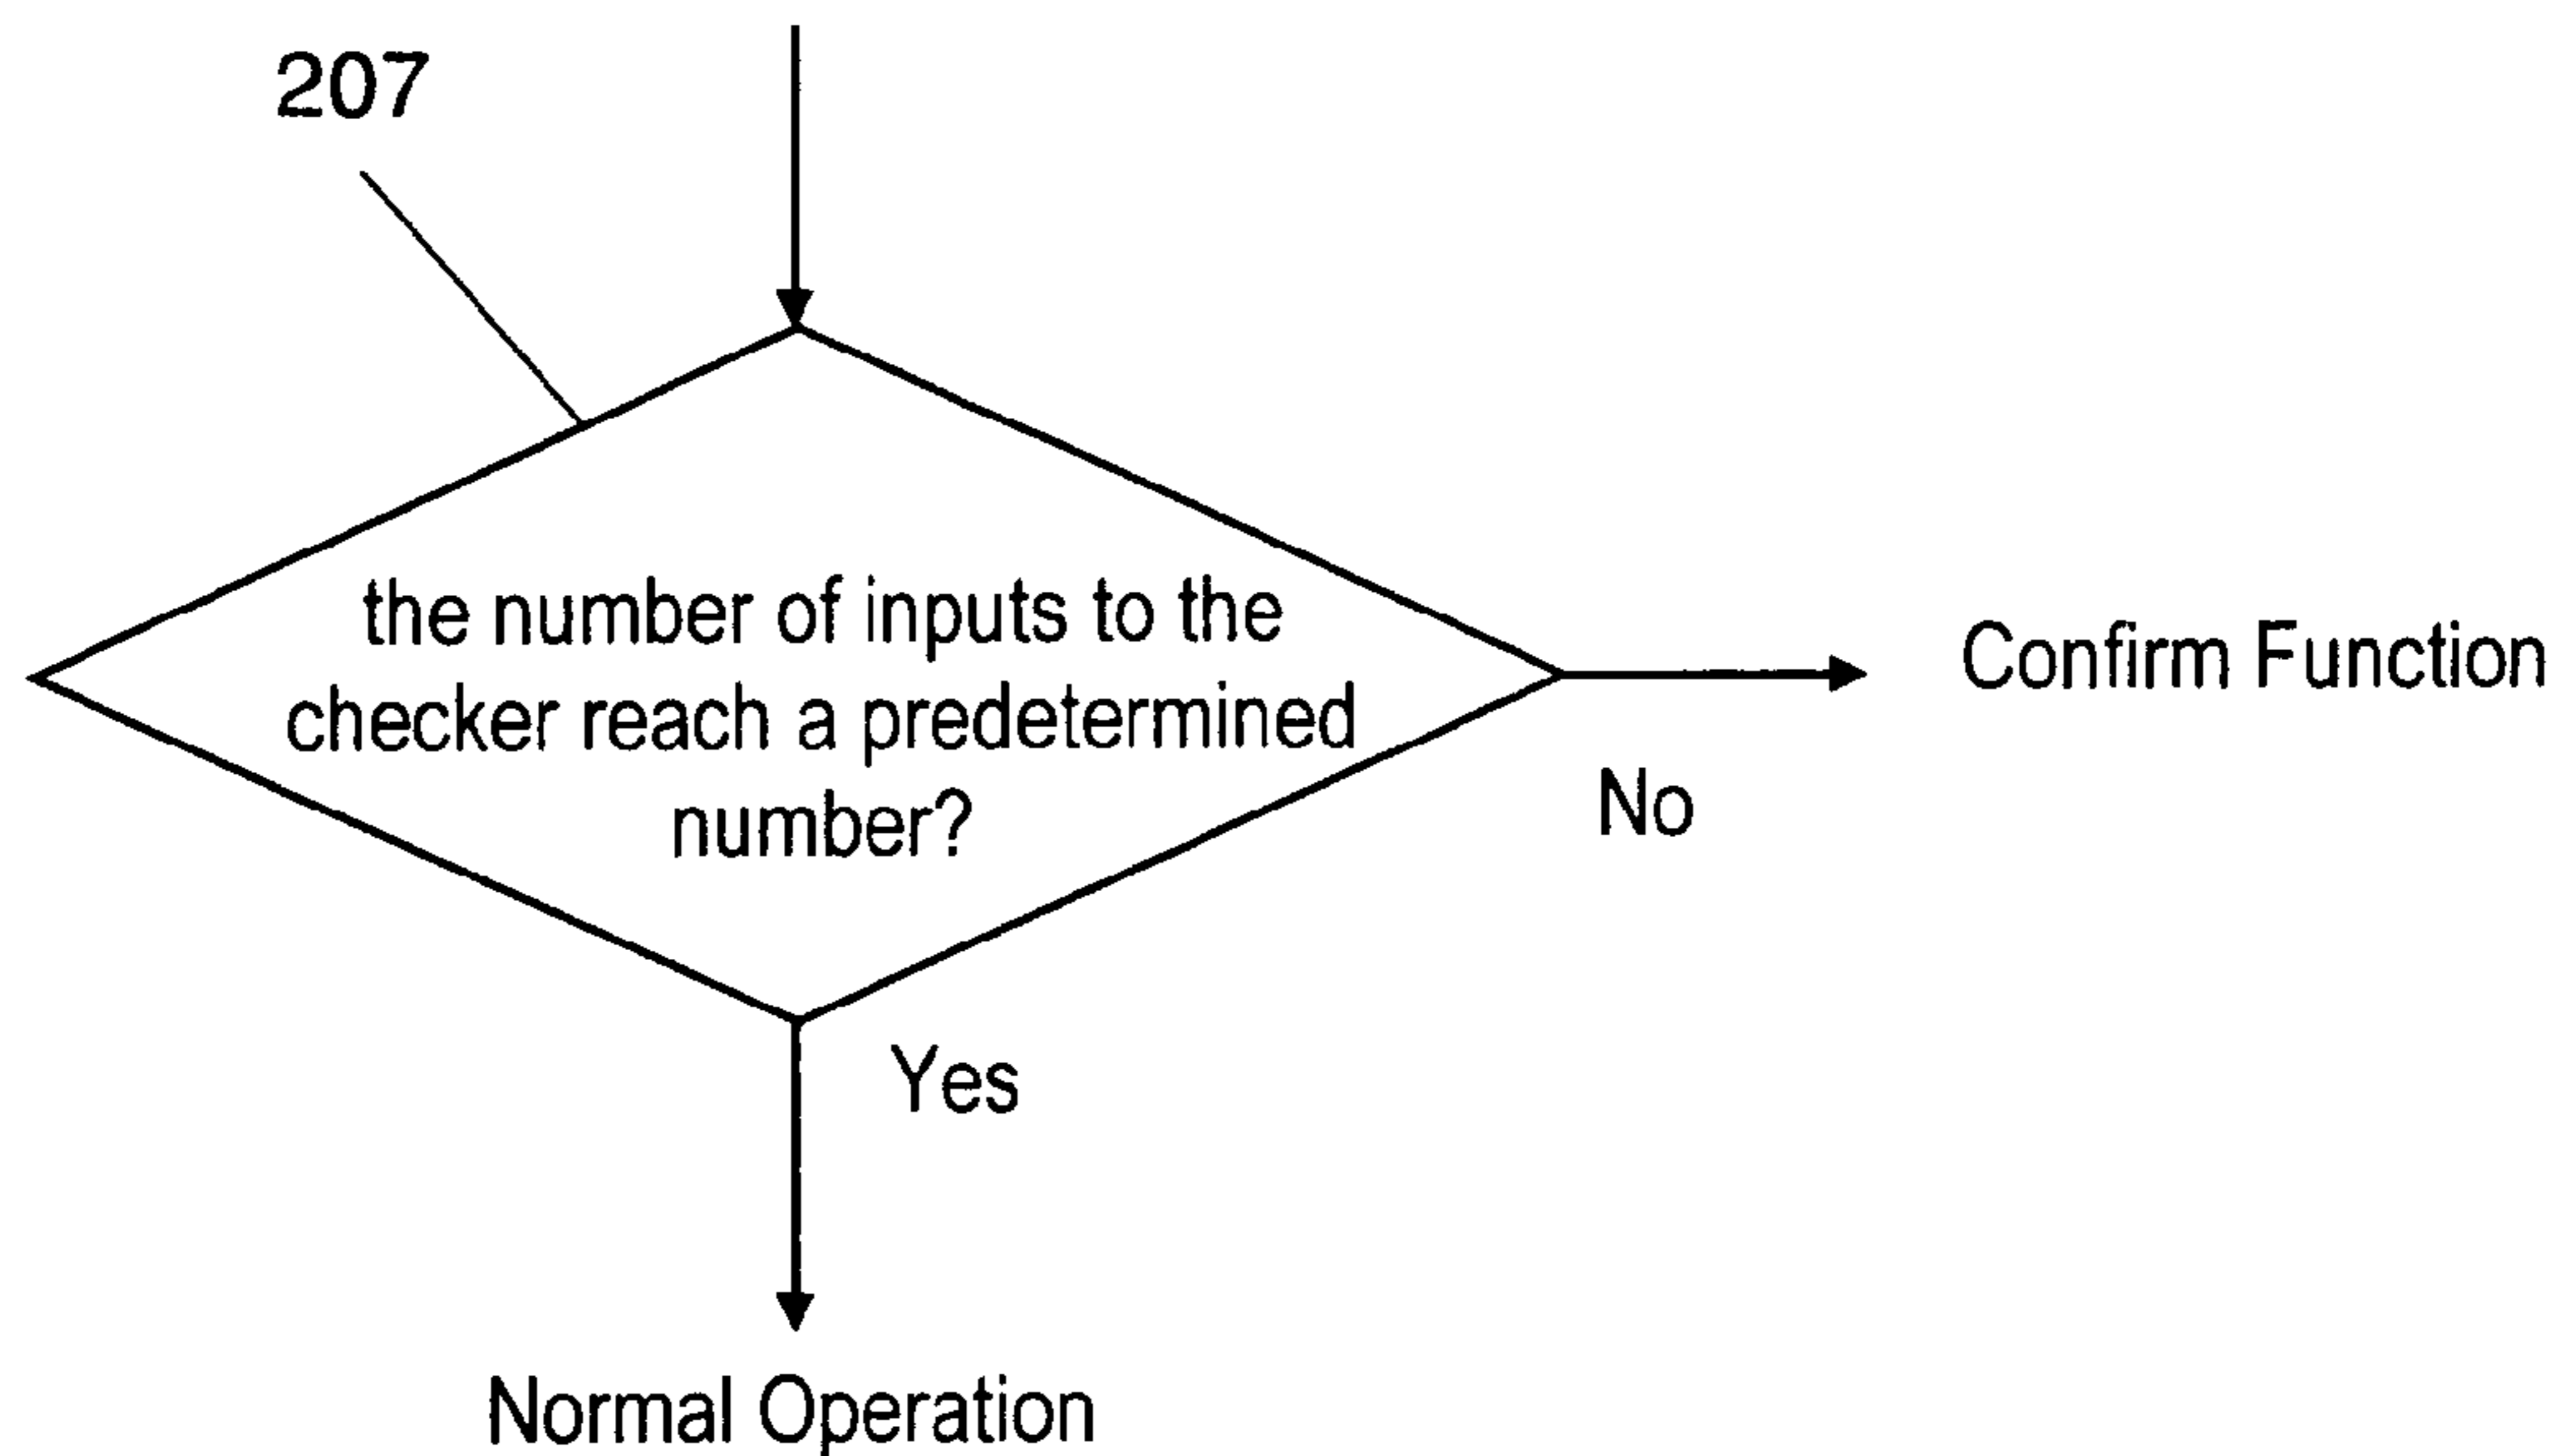 207
the number of inputs to the
checker reach a predetermined
number?
Confirm Function
No
Yes
Normal Operation